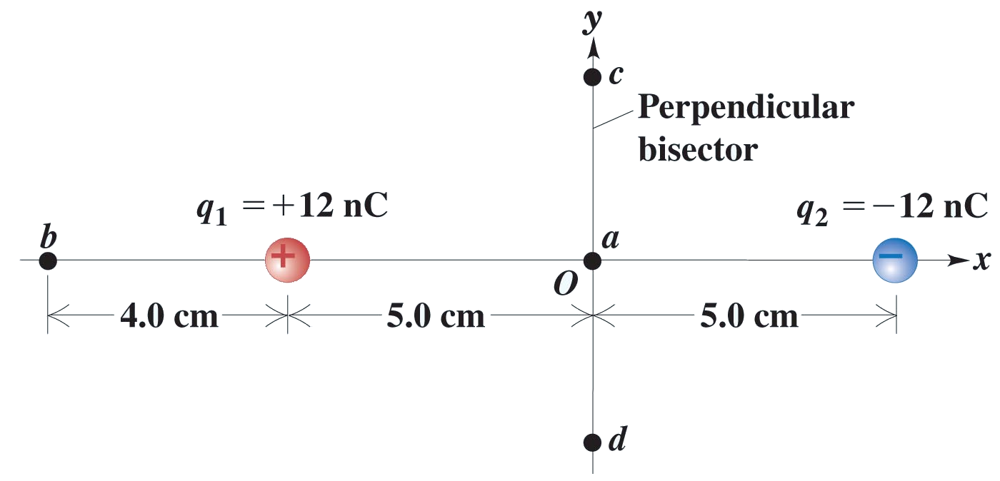 y
c
Perpendicular
bisector
q₁ = +12 nC
q₂ = −12 nC
b
+
a
−
x
O
4.0 cm
5.0 cm
5.0 cm
d